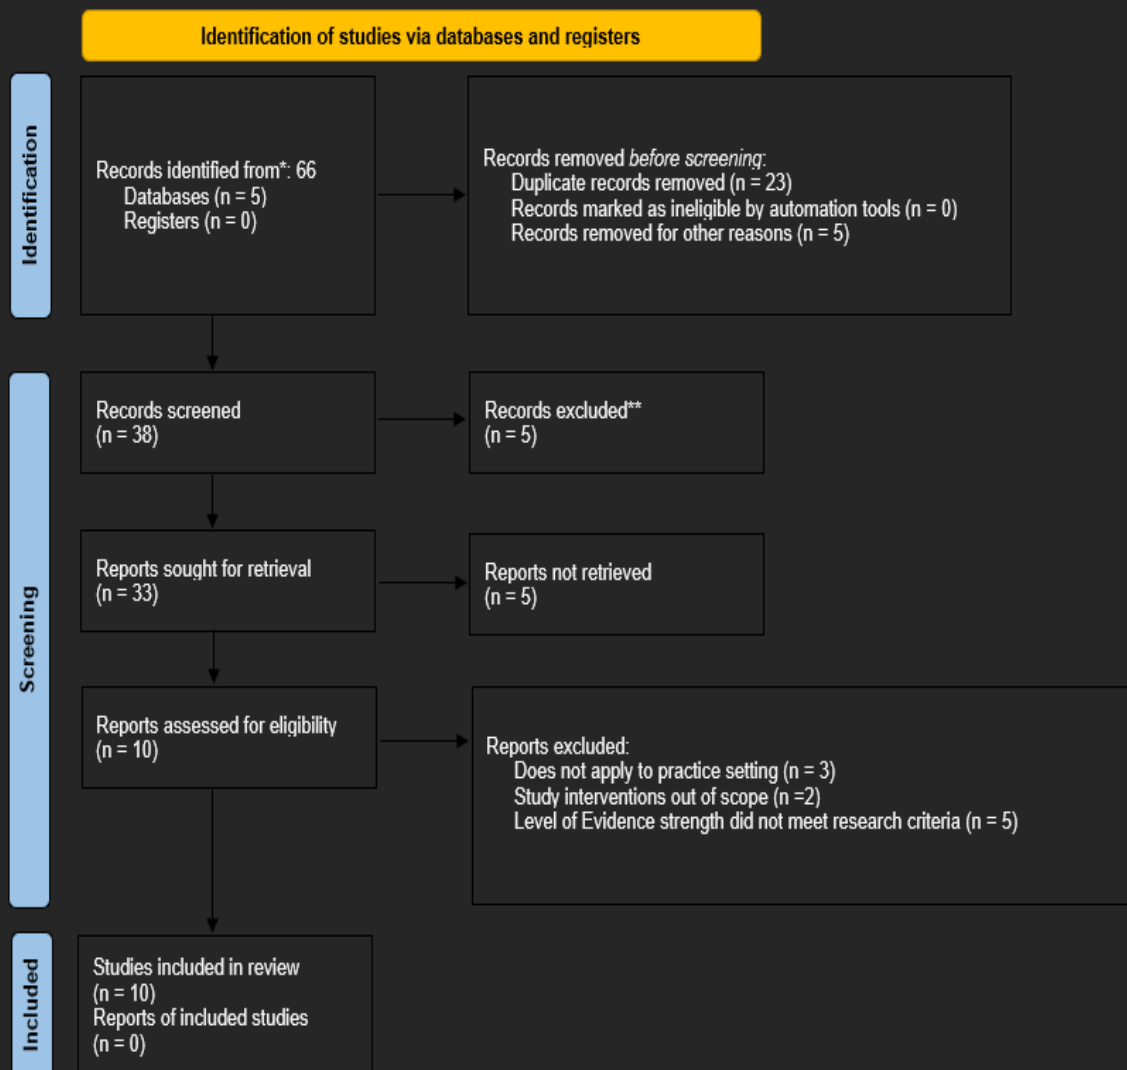 Identification of studies via databases and registers
Identification
Records identified from*: 66
Databases (n = 5)
Registers (n = 0)
Records removed before screening:
Duplicate records removed (n = 23)
Records marked as ineligible by automation tools (n = 0)
Records removed for other reasons (n = 5)
Screening
Records screened
(n = 38)
Records excluded**
(n = 5)
Reports sought for retrieval
(n = 33)
Reports not retrieved
(n = 5)
Reports assessed for eligibility
(n = 10)
Reports excluded:
Does not apply to practice setting (n = 3)
Study interventions out of scope (n =2)
Level of Evidence strength did not meet research criteria (n = 5)
Included
Studies included in review
(n = 10)
Reports of included studies
(n = 0)